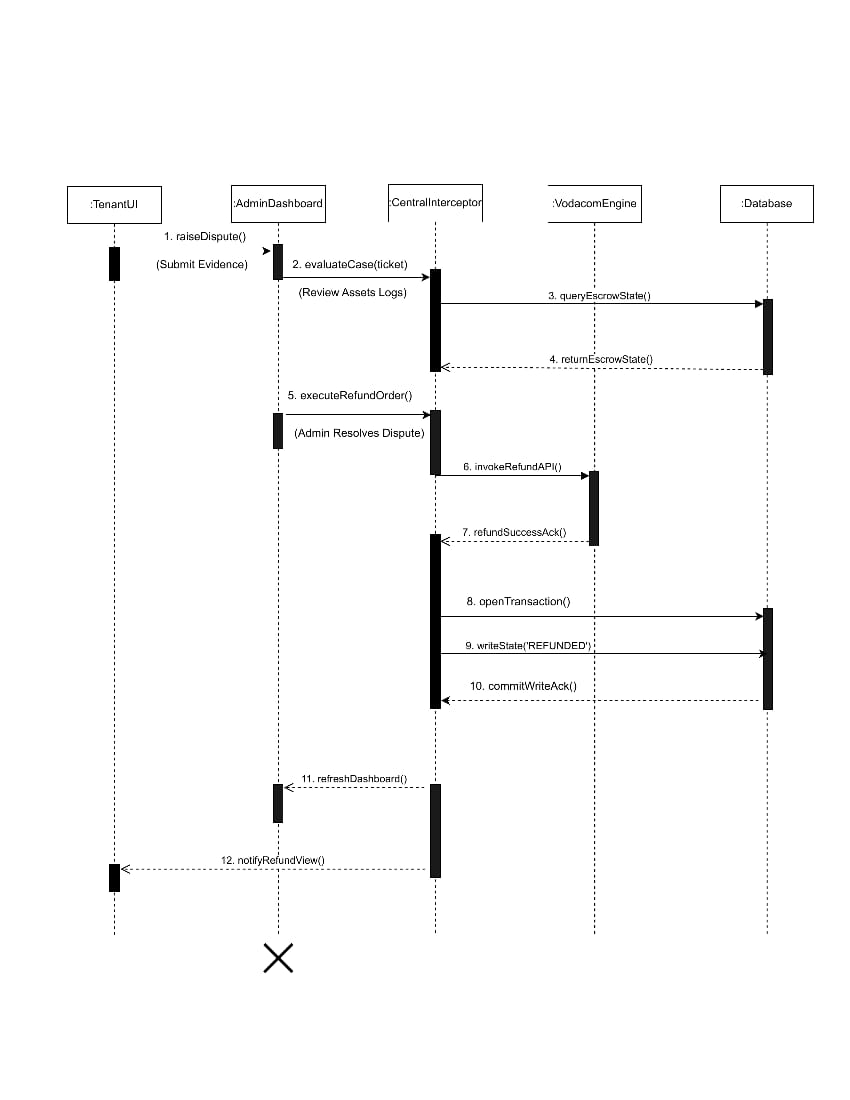 :TenantUI
:AdminDashboard
:CentralInterceptor
:VodacomEngine
:Database
1. raiseDispute()
(Submit Evidence)
2. evaluateCase(ticket)
(Review Assets Logs)
3. queryEscrowState()
4. returnEscrowState()
5. executeRefundOrder()
(Admin Resolves Dispute)
6. invokeRefundAPI()
7. refundSuccessAck()
8. openTransaction()
9. writeState('REFUNDED')
10. commitWriteAck()
11. refreshDashboard()
12. notifyRefundView()